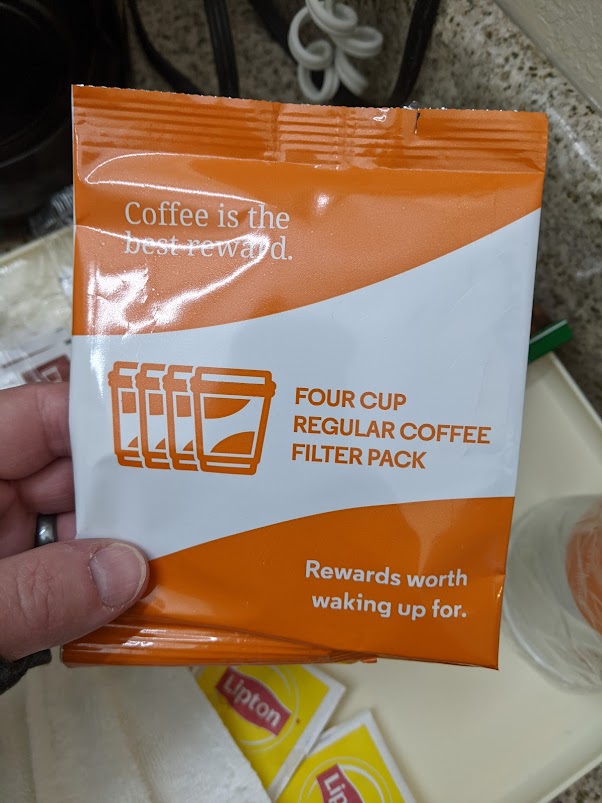 Coffee is the
best reward.
FOUR CUP
REGULAR COFFEE
FILTER PACK
Rewards worth
waking up for.
Lipton